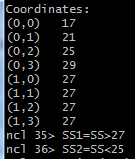 Coordinates:
(0,0)   17
(0,1)   21
(0,2)   25
(0,3)   29
(1,0)   27
(1,1)   27
(1,2)   27
(1,3)   27
ncl 35> SS1=SS>27
ncl 36> SS2=SS<25